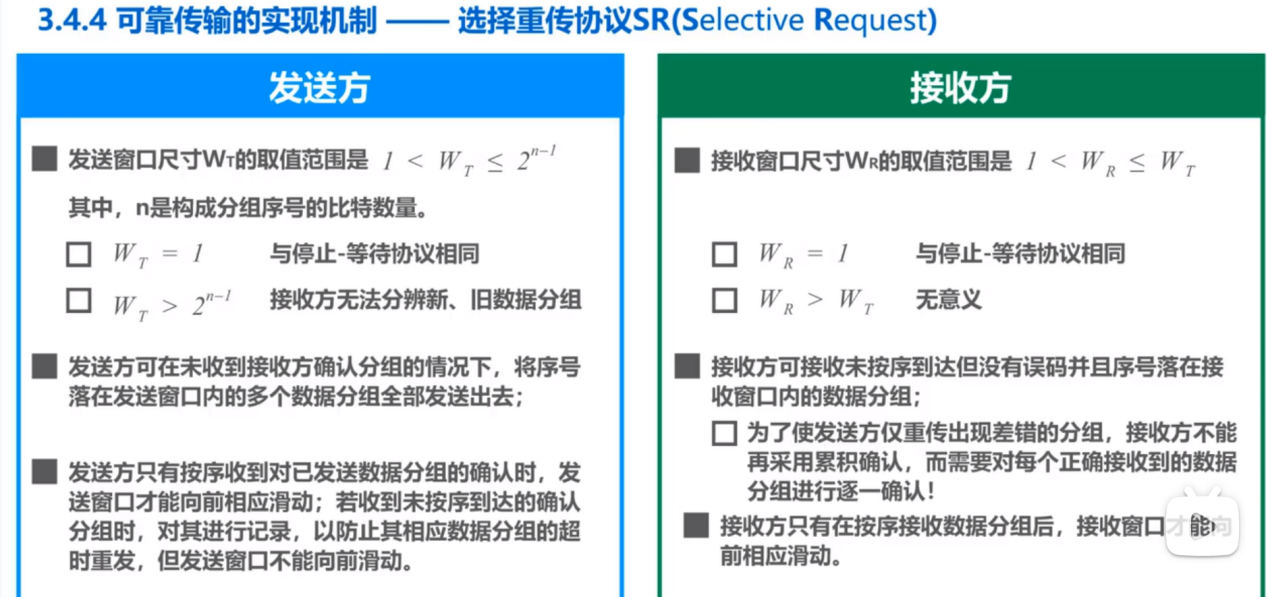 3.4.4 可靠传输的实现机制 —— 选择重传协议SR(Selective Request)
发送方
发送窗口尺寸WT的取值范围是 1 < WT ≤ 2^(n-1)
其中，n是构成分组序号的比特数量。
WT = 1 与停止-等待协议相同
WT > 2^(n-1) 接收方无法分辨新、旧数据分组
发送方可在未收到接收方确认分组的情况下，将序号
落在发送窗口内的多个数据分组全部发送出去；
发送方只有按序收到对已发送数据分组的确认时，发
送窗口才能向前相应滑动；若收到未按序到达的确认
分组时，对其进行记录，以防止其相应数据分组的超
时重发，但发送窗口不能向前滑动。
接收方
接收窗口尺寸WR的取值范围是 1 < WR ≤ WT
WR = 1 与停止-等待协议相同
WR > WT 无意义
接收方可接收未按序到达但没有误码并且序号落在接
收窗口内的数据分组；
为了使发送方仅重传出现差错的分组，接收方不能
再采用累积确认，而需要对每个正确接收到的数据
分组进行逐一确认！
接收方只有在按序接收数据分组后，接收窗口才能向
前相应滑动。